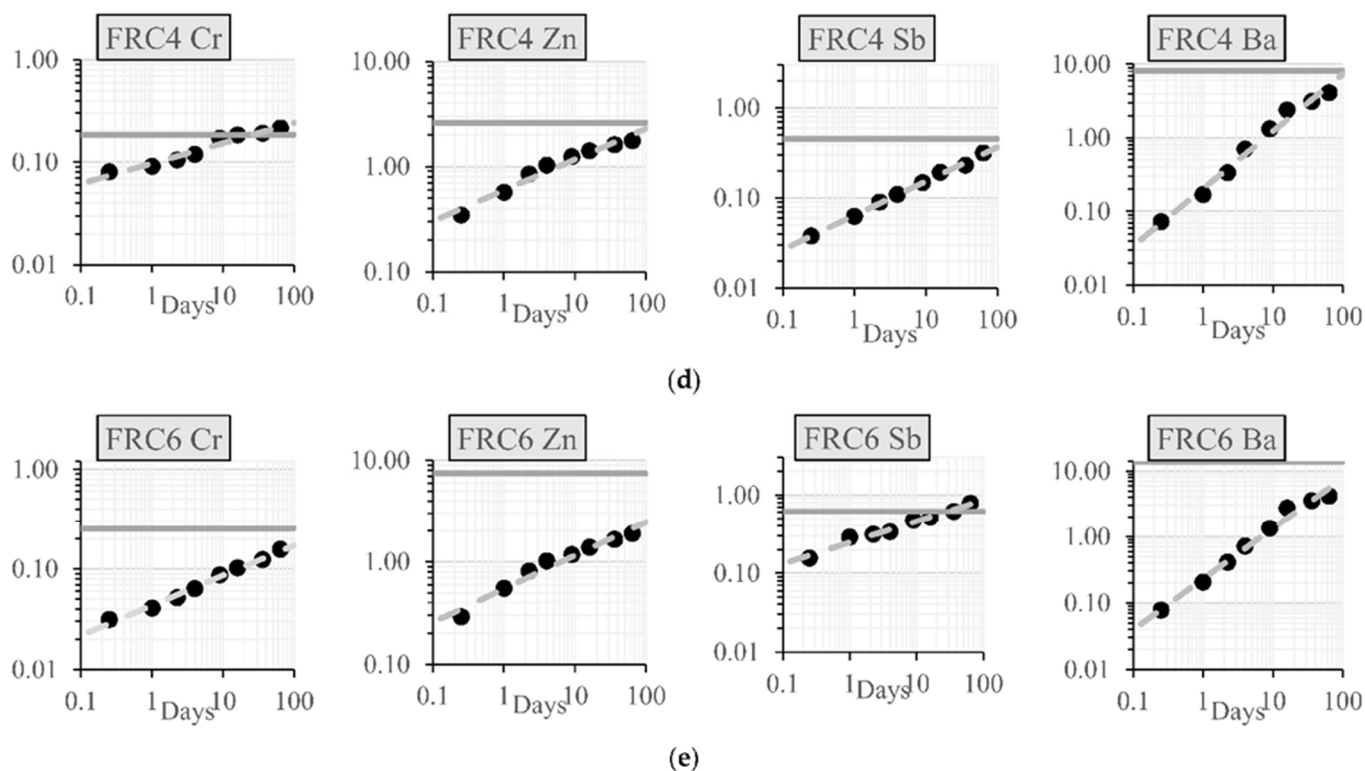 FRC4 Cr FRC4 Zn FRC4 Sb FRC4 Ba
1.00 10.00 1.00 10.00
0.10 1.00 0.10 1.00
0.01 0.10 0.01 0.10
0.01
0.1 1 10 100 0.1 1 10 100 0.1 1 10 100 0.1 1 10 100
Days Days Days Days
(d)
FRC6 Cr FRC6 Zn FRC6 Sb FRC6 Ba
1.00 10.00 1.00 10.00
0.10 1.00 0.10 1.00
0.01 0.10 0.01 0.10
0.01
0.1 1 10 100 0.1 1 10 100 0.1 1 10 100 0.1 1 10 100
Days Days Days Days
(e)